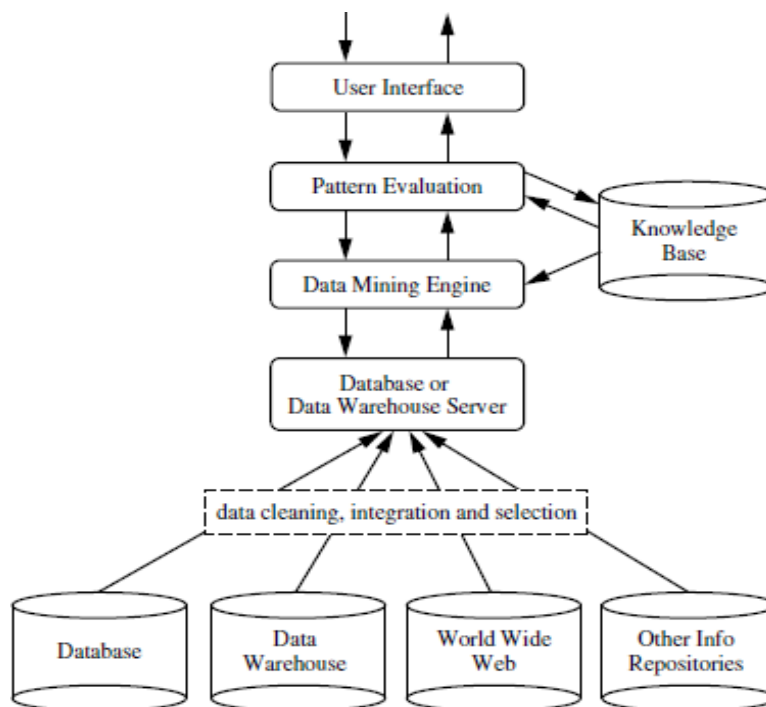 User Interface
Pattern Evaluation
Knowledge
Base
Data Mining Engine
Database or
Data Warehouse Server
data cleaning, integration and selection
Database
Data
Warehouse
World Wide
Web
Other Info
Repositories